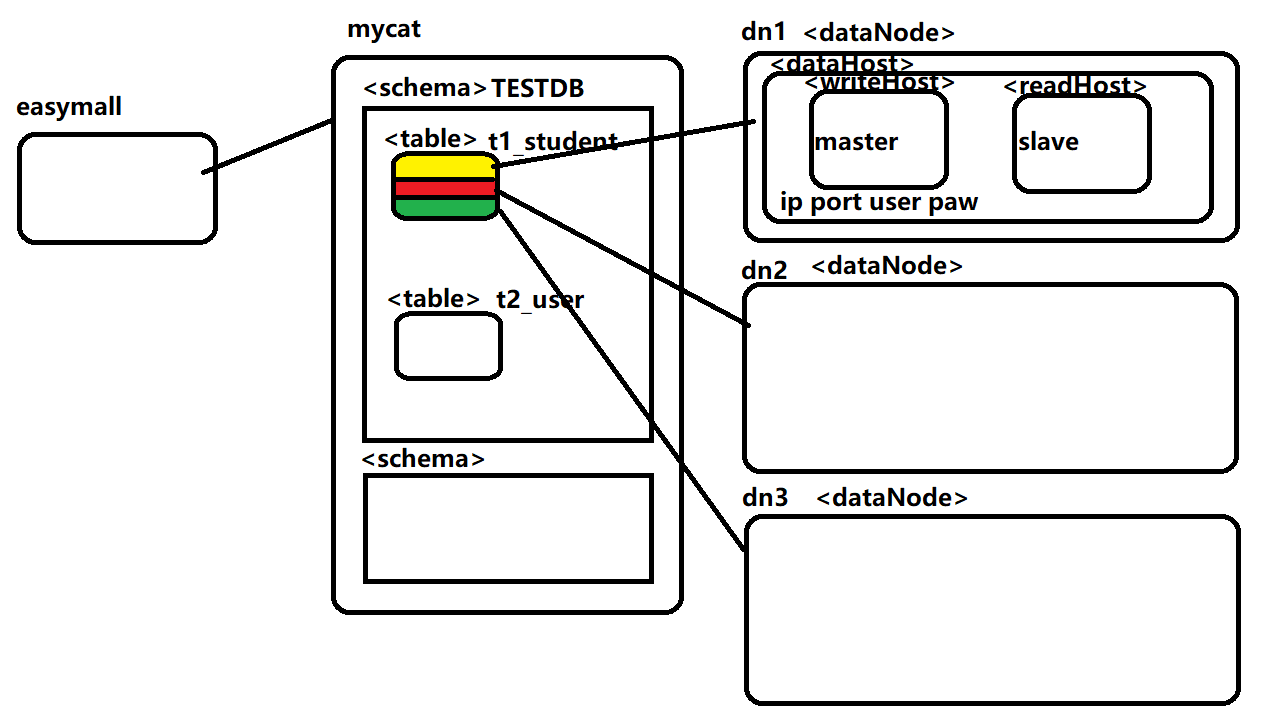 easymall
mycat
<schema> TESTDB
<table> t1_student
<table> t2_user
<schema>
dn1 <dataNode>
<dataHost>
<writeHost> <readHost>
master slave
ip port user paw
dn2 <dataNode>
dn3 <dataNode>